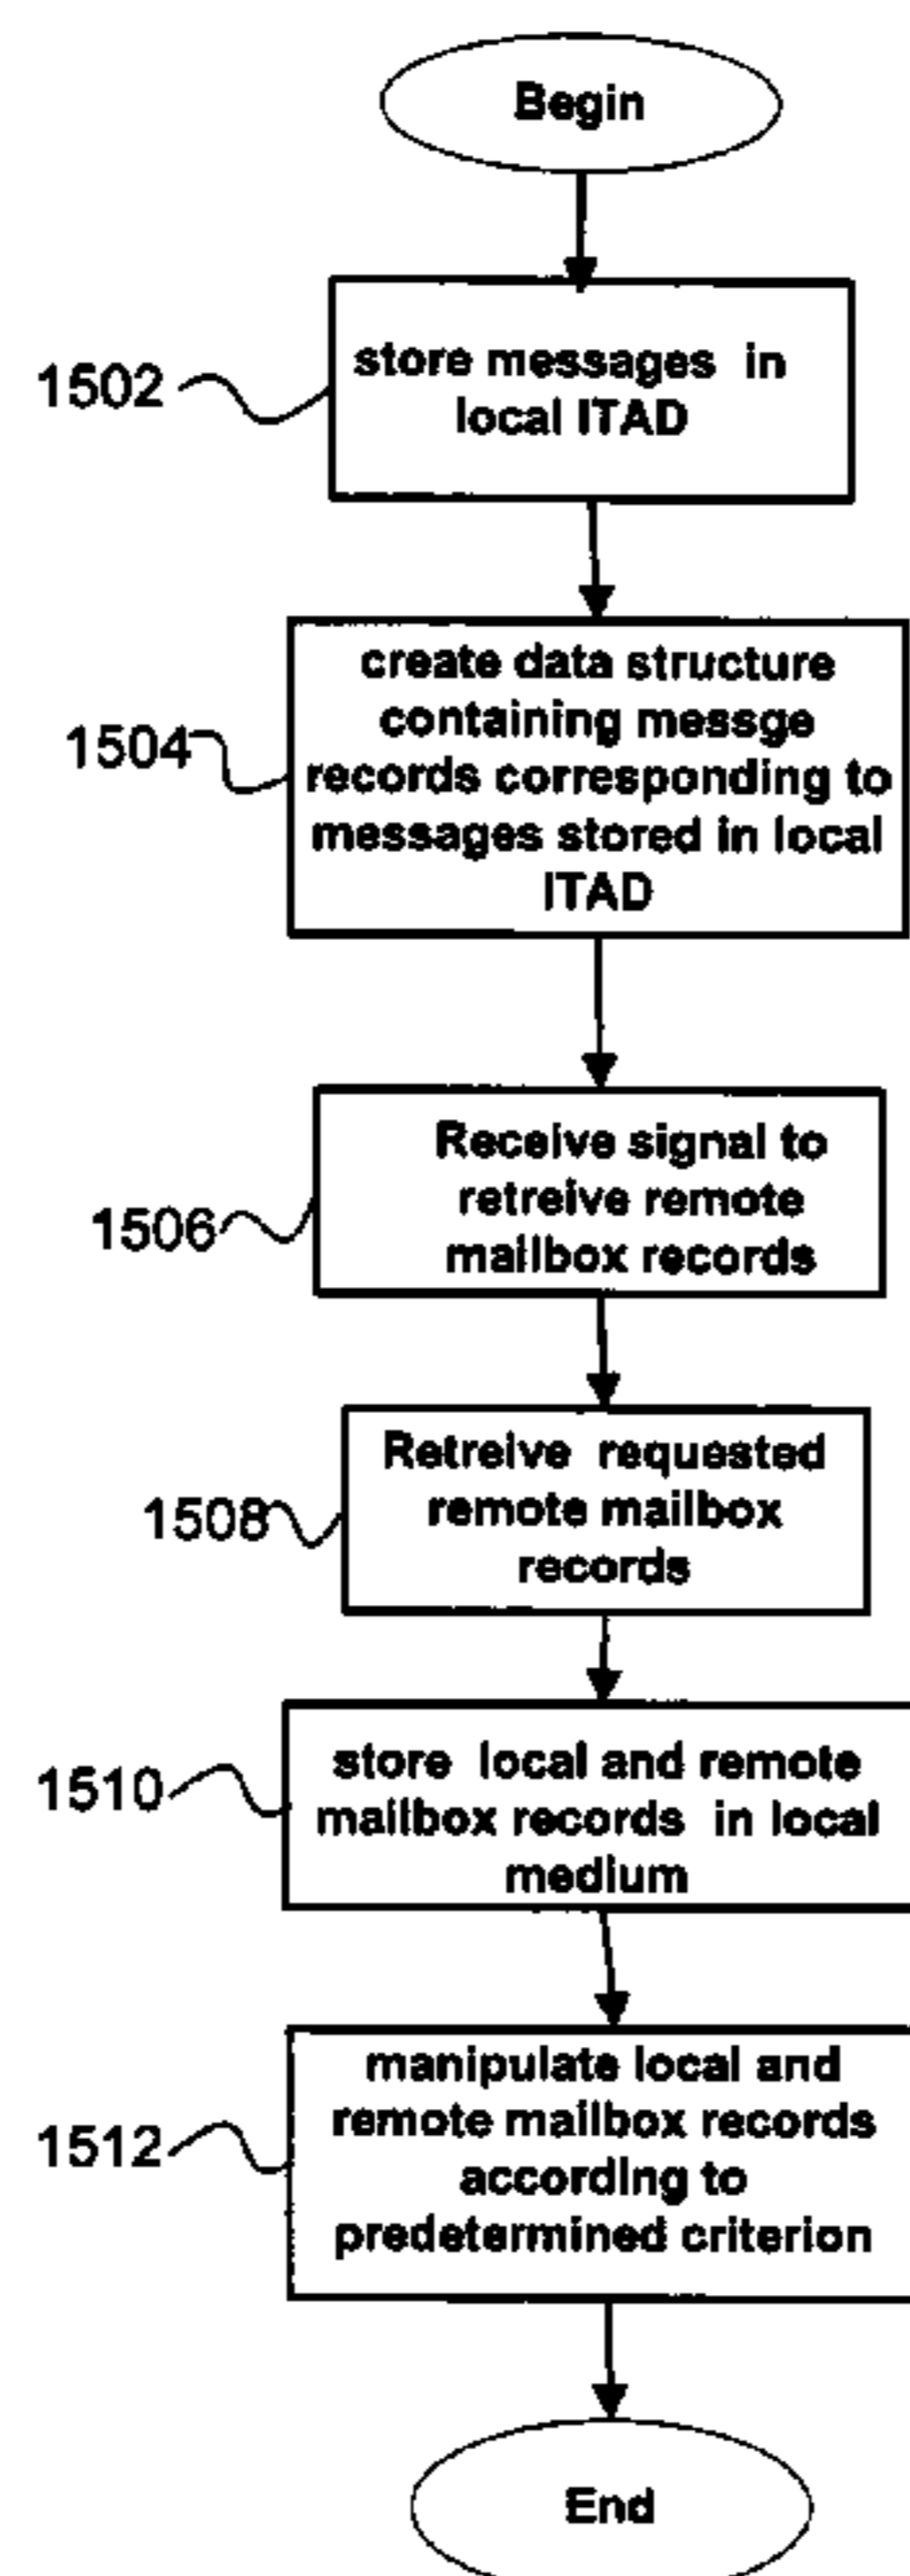 Begin
1502
store messages in
local ITAD
1504
create data structure
containing messge
records corresponding to
messages stored in local
ITAD
1506
Receive signal to
retreive remote
mailbox records
1508
Retreive requested
remote mailbox
records
1510
store local and remote
mailbox records in local
medium
1512
manipulate local and
remote mailbox records
according to
predetermined criterion
End